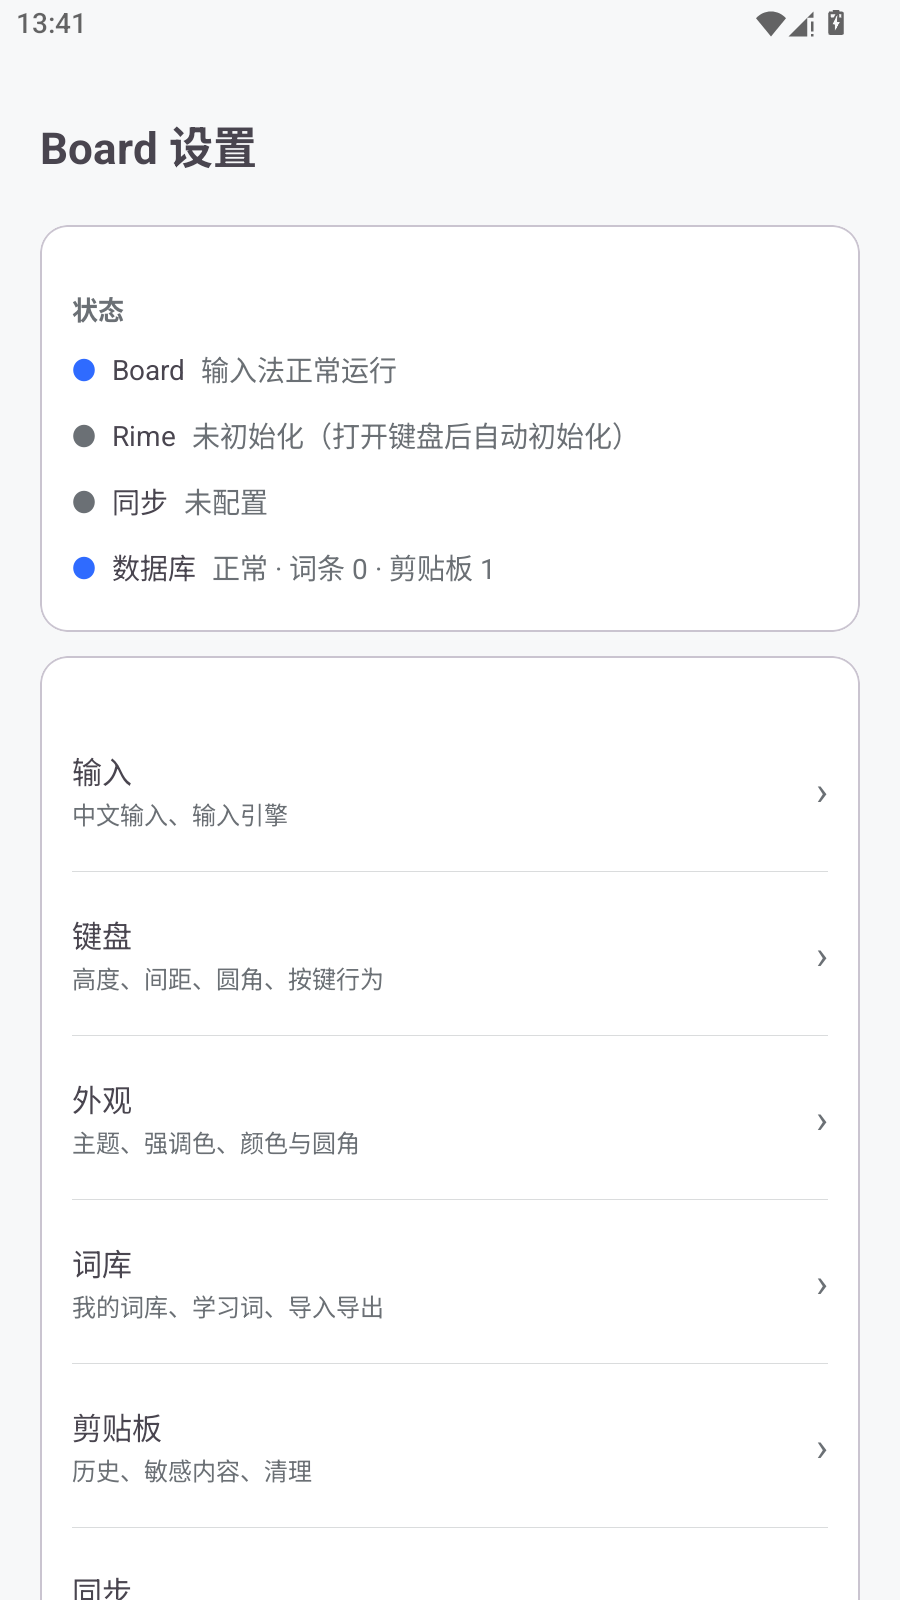 13:41
Board 设置
状态
Board 输入法正常运行
Rime 未初始化（打开键盘后自动初始化）
同步 未配置
数据库 正常 · 词条 0 · 剪贴板 1
输入
中文输入、输入引擎
键盘
高度、间距、圆角、按键行为
外观
主题、强调色、颜色与圆角
词库
我的词库、学习词、导入导出
剪贴板
历史、敏感内容、清理
同步